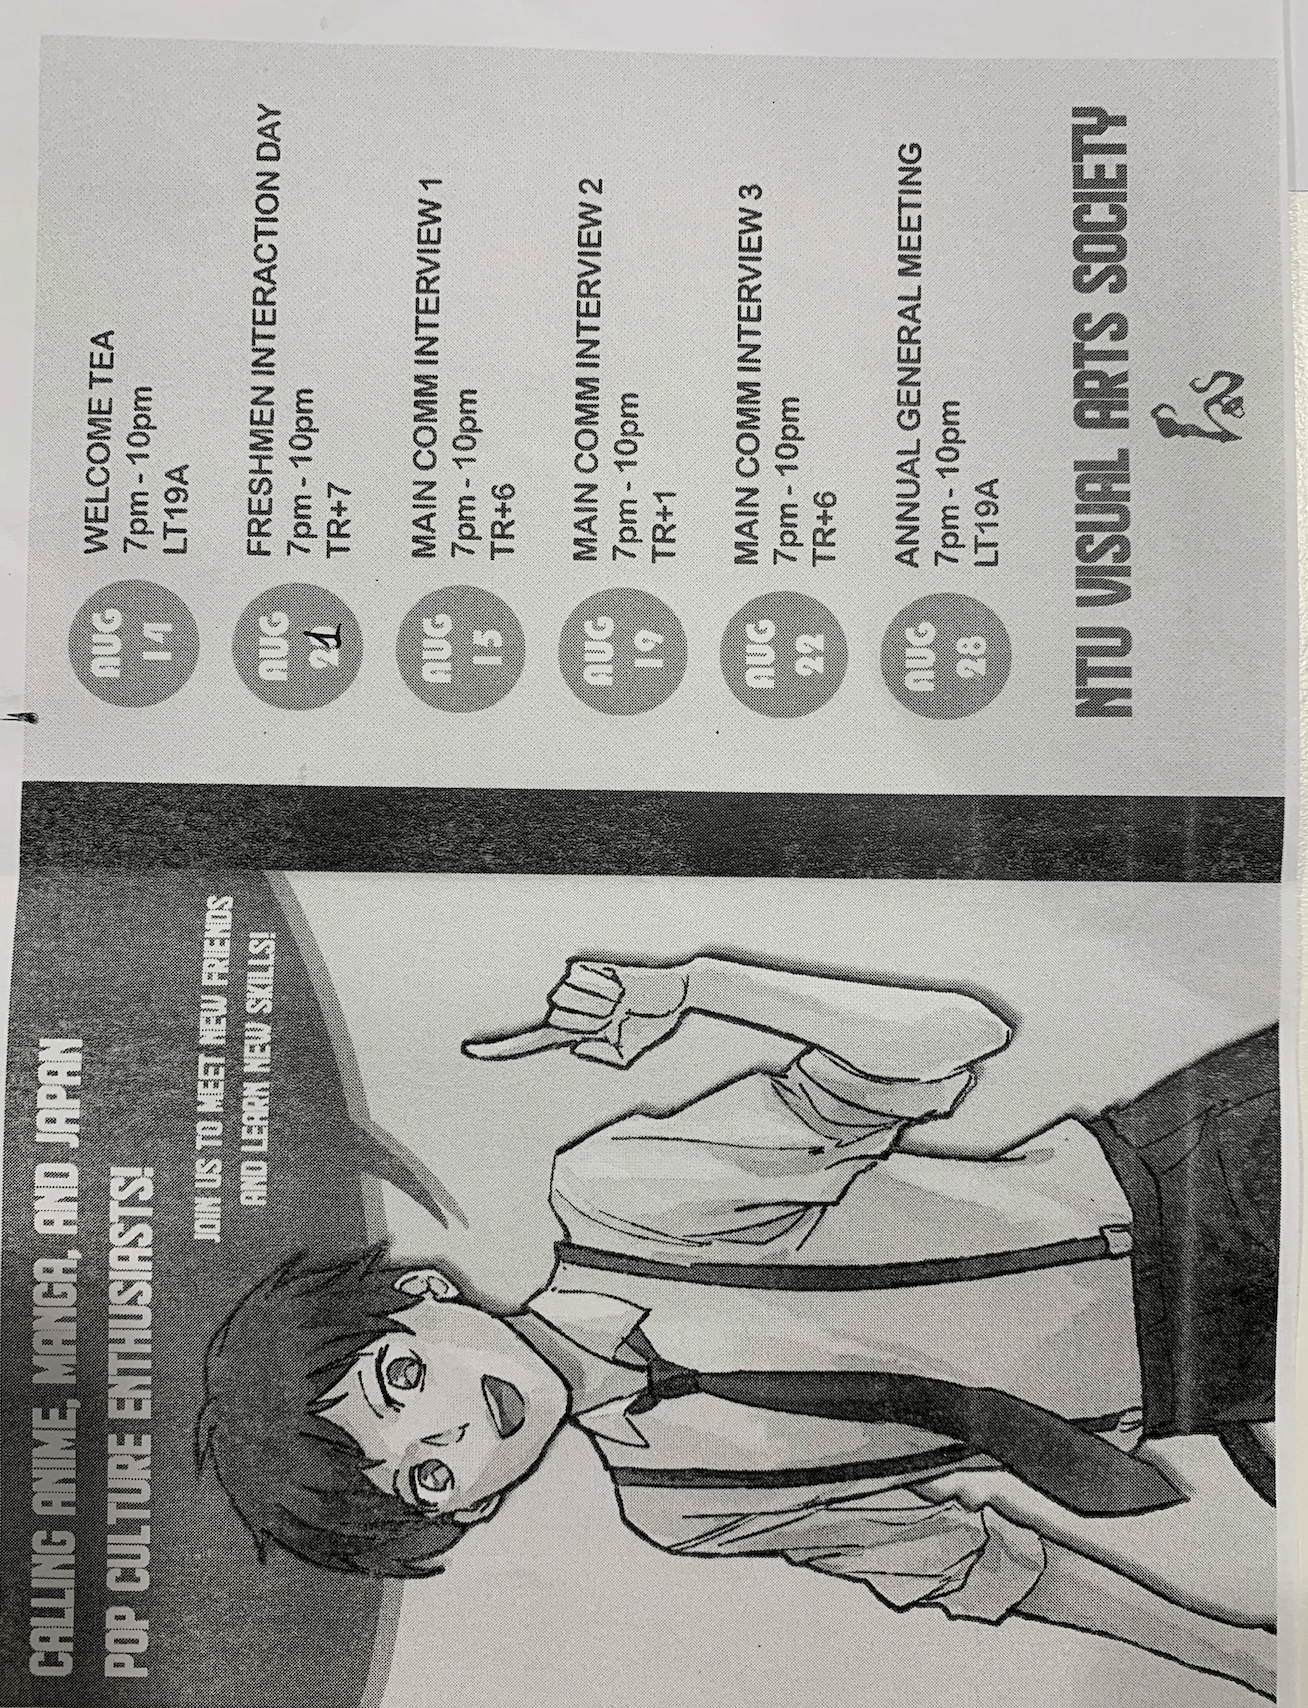 CALLING ANIME, MANGA, AND JAPAN
POP CULTURE ENTHUSIASTS!
JOIN US TO MEET NEW FRIENDS
AND LEARN NEW SKILLS!
AUG
14
WELCOME TEA
7pm - 10pm
LT19A
AUG
21
FRESHMEN INTERACTION DAY
7pm - 10pm
TR+7
AUG
15
MAIN COMM INTERVIEW 1
7pm - 10pm
TR+6
AUG
19
MAIN COMM INTERVIEW 2
7pm - 10pm
TR+1
AUG
22
MAIN COMM INTERVIEW 3
7pm - 10pm
TR+6
AUG
28
ANNUAL GENERAL MEETING
7pm - 10pm
LT19A
NTU VISUAL ARTS SOCIETY